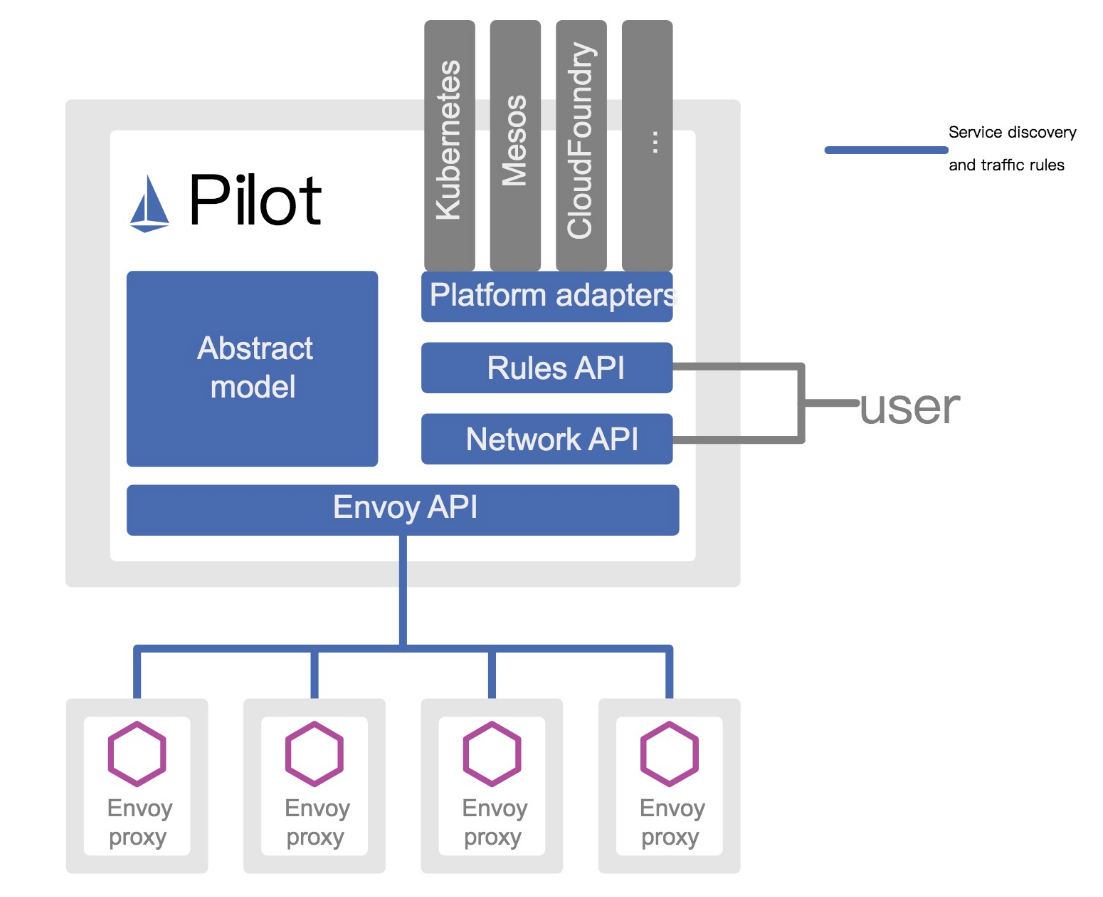 Kubernetes
Mesos
CloudFoundry
...
Service discovery
and traffic rules
Pilot
Platform adapters
Abstract
model
Rules API
Network API
user
Envoy API
Envoy
proxy
Envoy
proxy
Envoy
proxy
Envoy
proxy